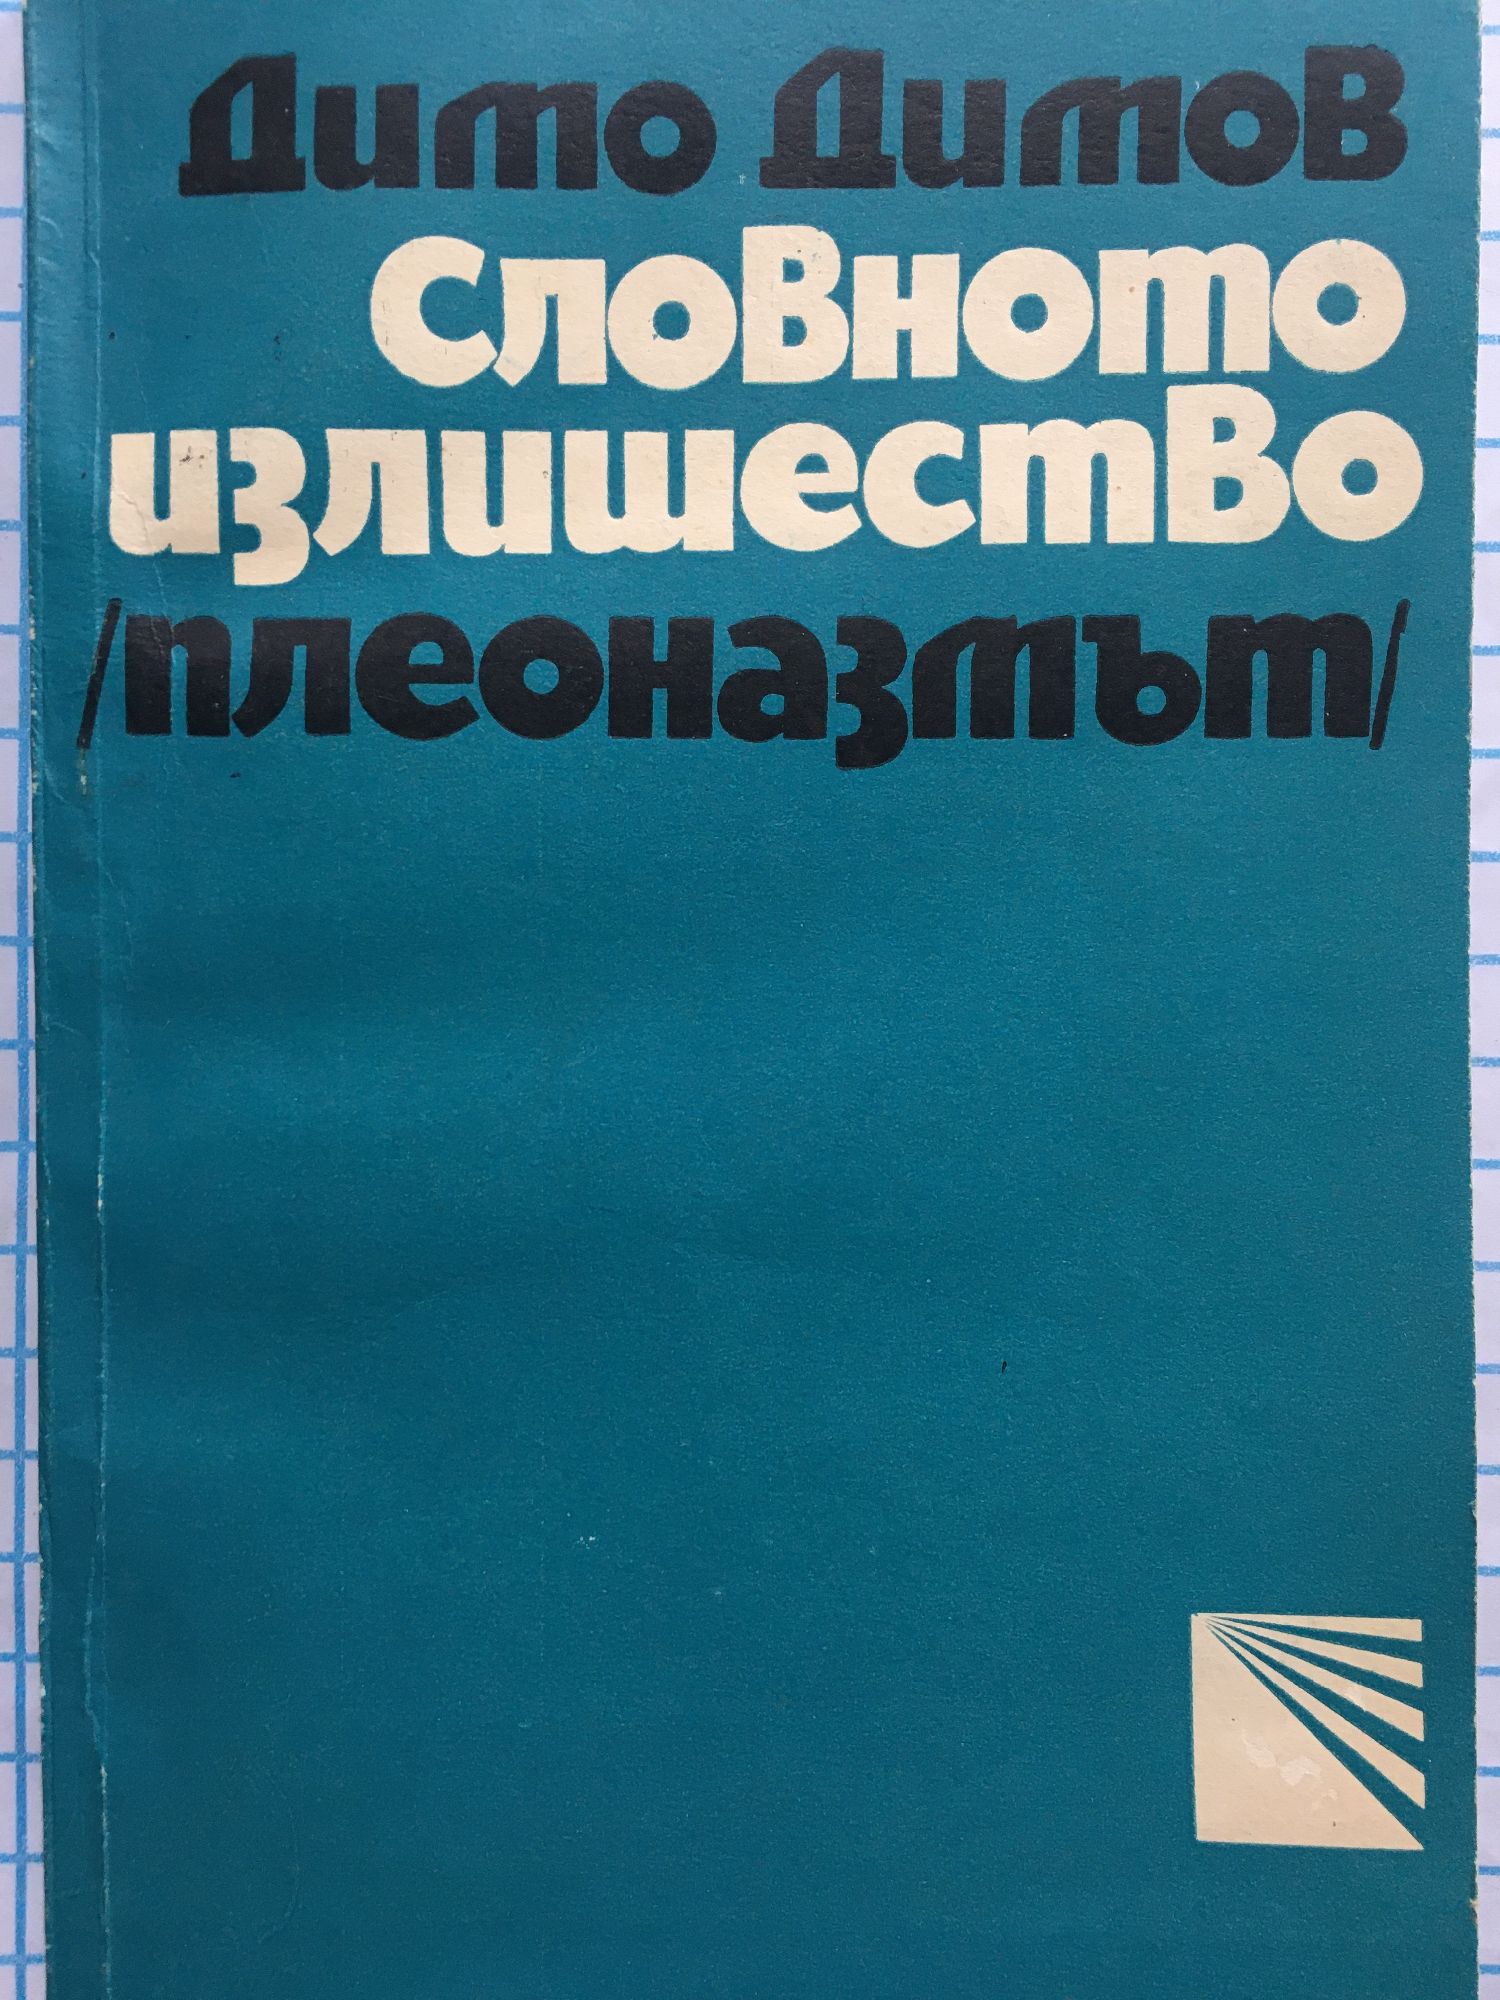 Димо Димов
словното
излишество
/плеоназмът/